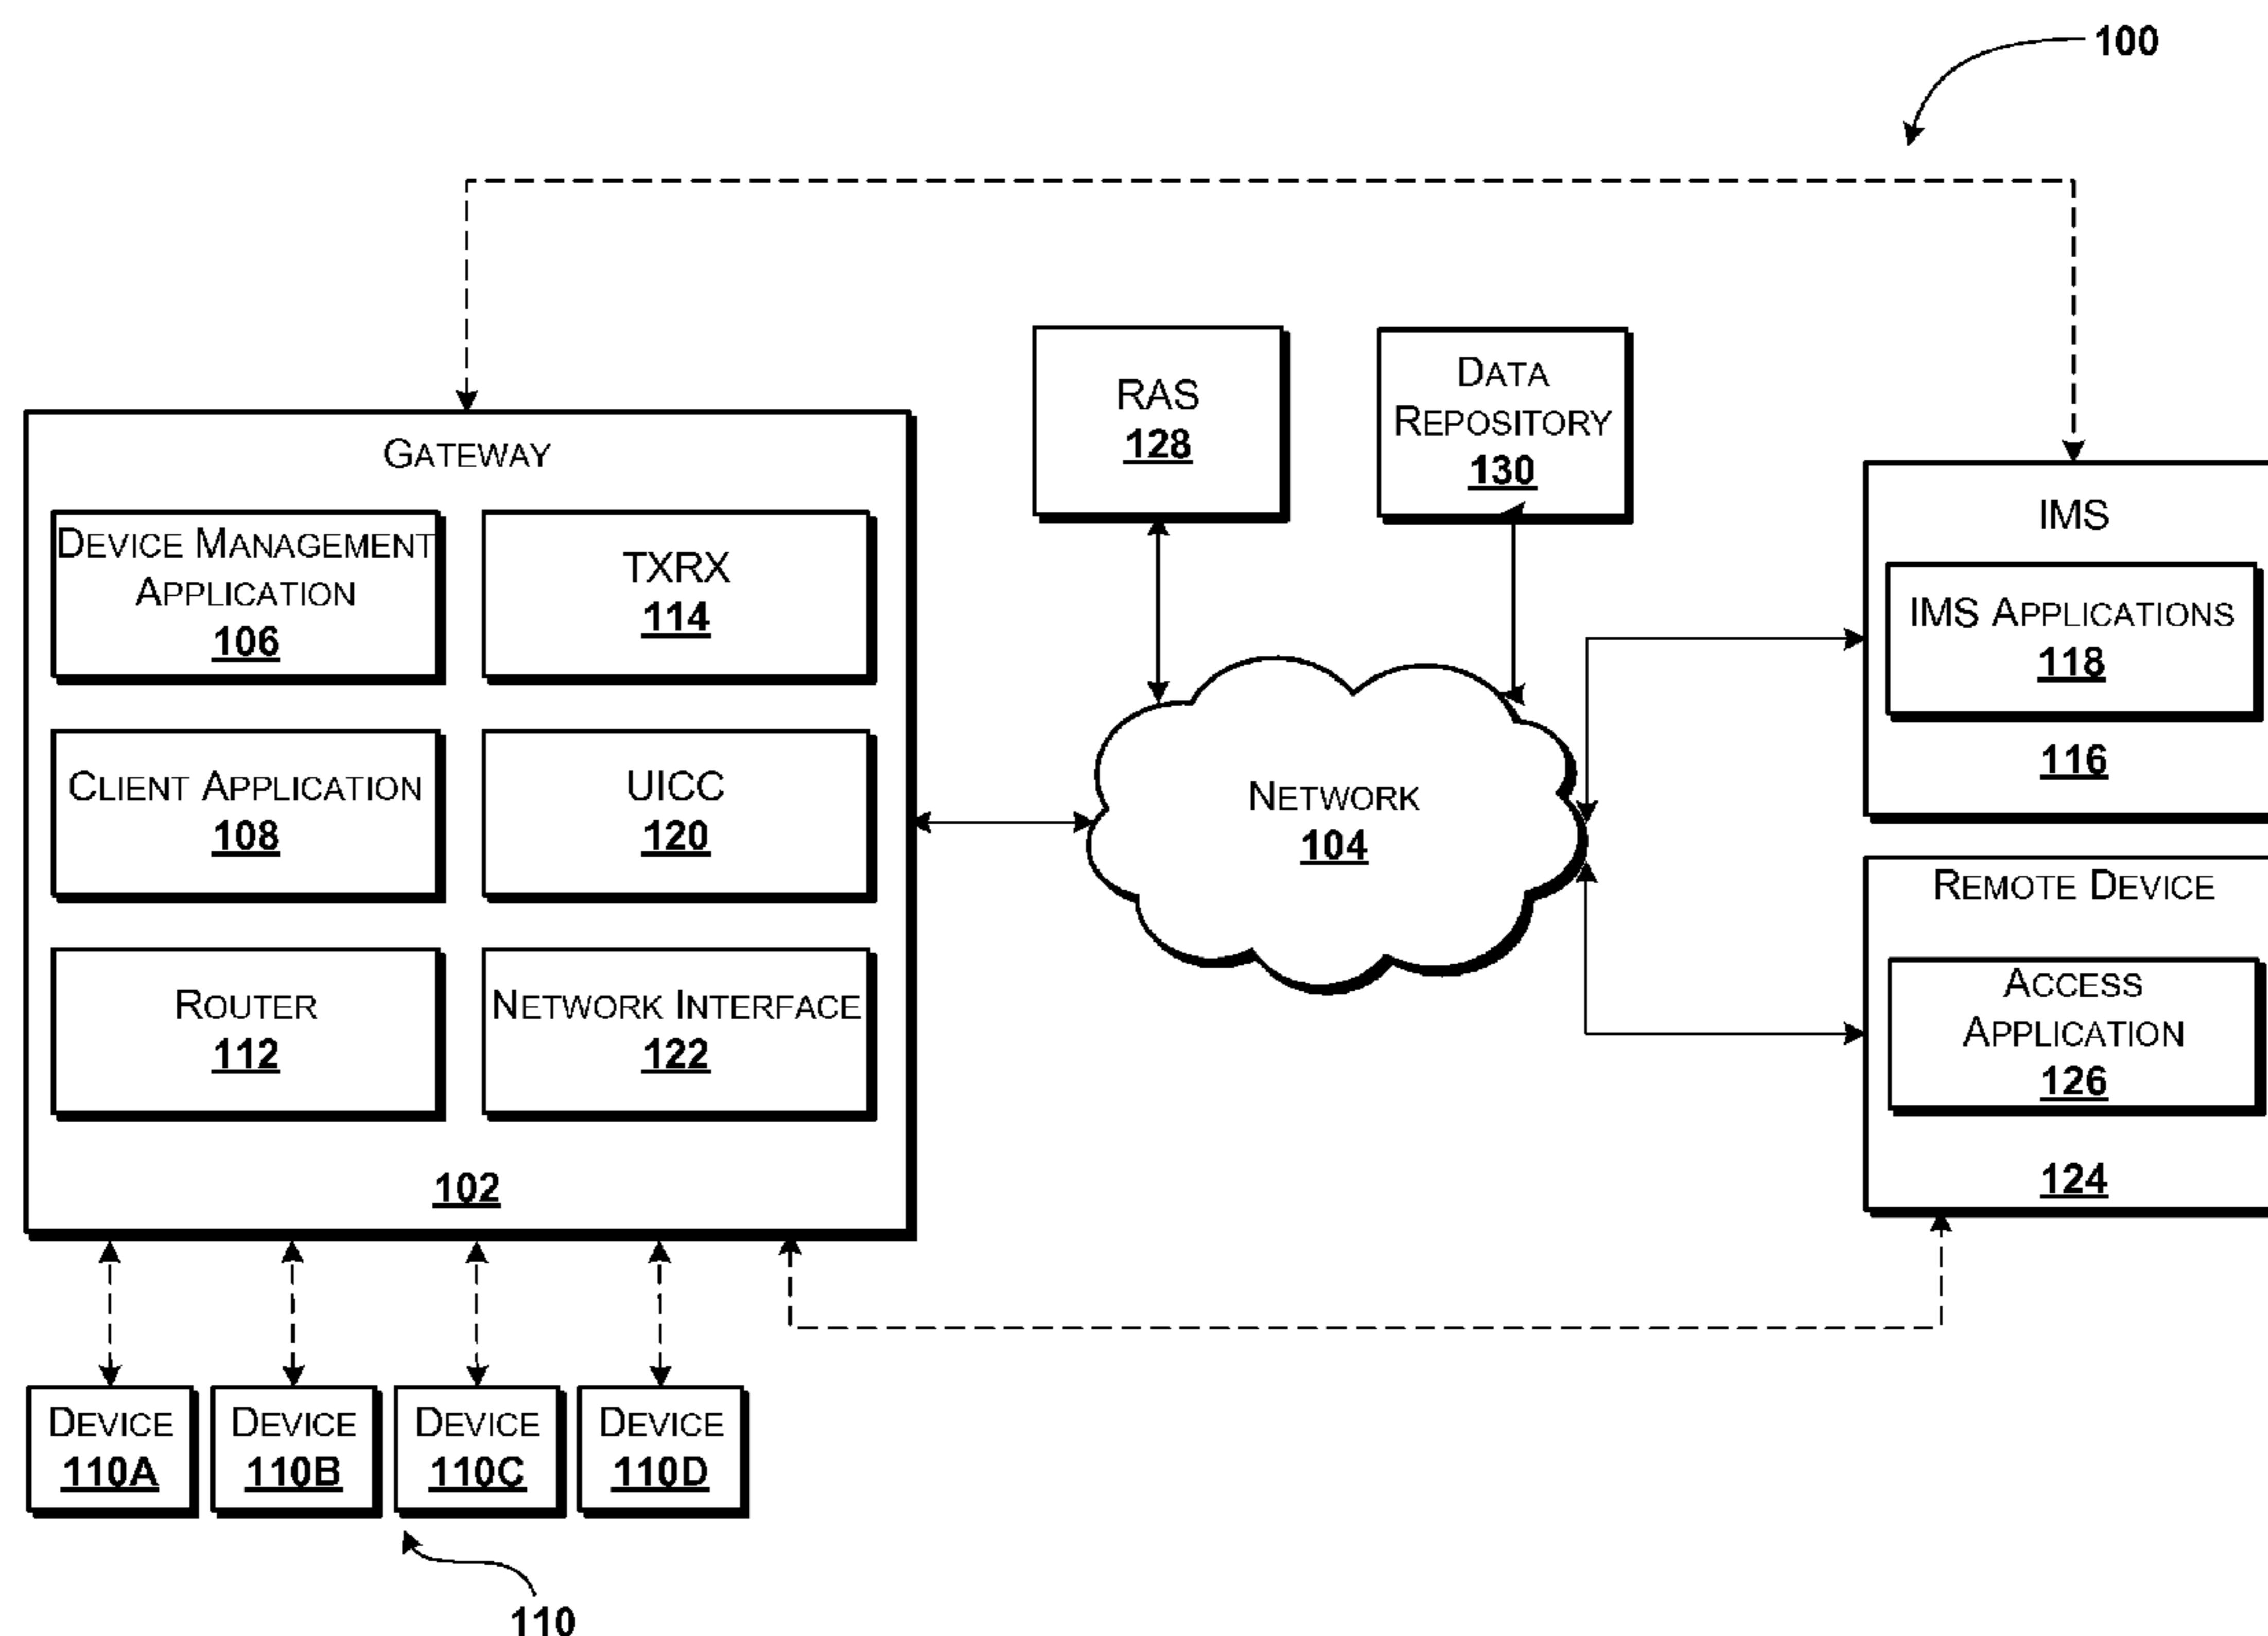 100
GATEWAY
DEVICE MANAGEMENT
APPLICATION
106
TXRX
114
CLIENT APPLICATION
108
UICC
120
ROUTER
112
NETWORK INTERFACE
122
102
RAS
128
DATA
REPOSITORY
130
NETWORK
104
IMS
IMS APPLICATIONS
118
116
REMOTE DEVICE
ACCESS
APPLICATION
126
124
DEVICE
110A
DEVICE
110B
DEVICE
110C
DEVICE
110D
110